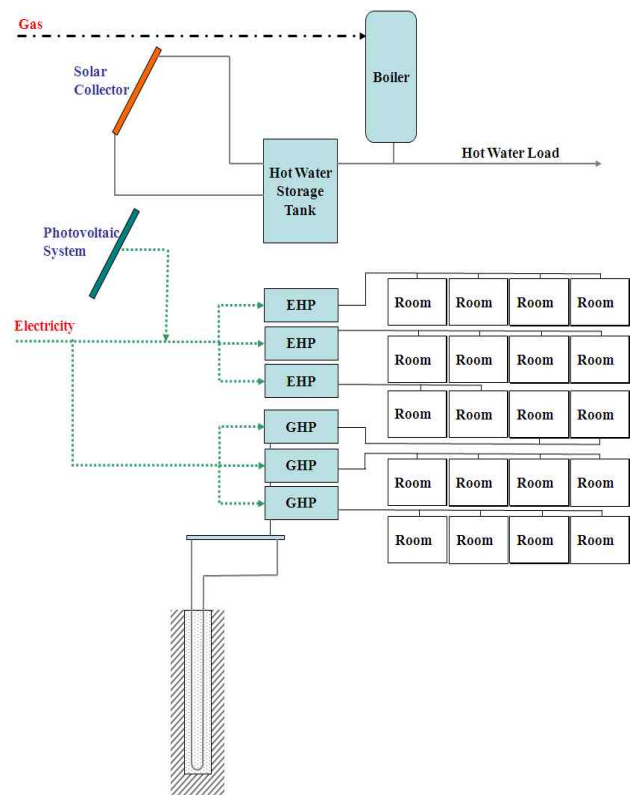 Gas
Boiler
Solar
Collector
Hot Water Load
Hot Water
Storage
Tank
Photovoltaic
System
Electricity
EHP
Room Room Room Room
EHP
Room Room Room Room
EHP
Room Room Room Room
GHP
GHP
Room Room Room Room
GHP
Room Room Room Room